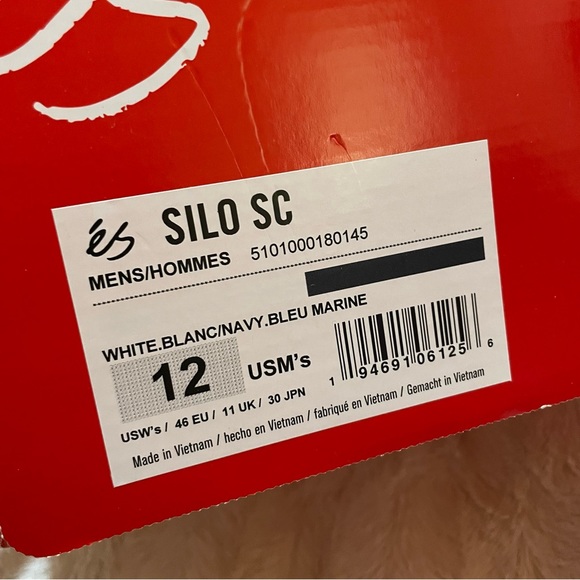 éS SILO SC
MENS/HOMMES 5101000180145
WHITE.BLANC/NAVY.BLEU MARINE
12 USM's
1 94691 06125 6
USW's / 46 EU / 11 UK / 30 JPN
Made in Vietnam / hecho en Vietnam / fabriqué en Vietnam / Gemacht in Vietnam